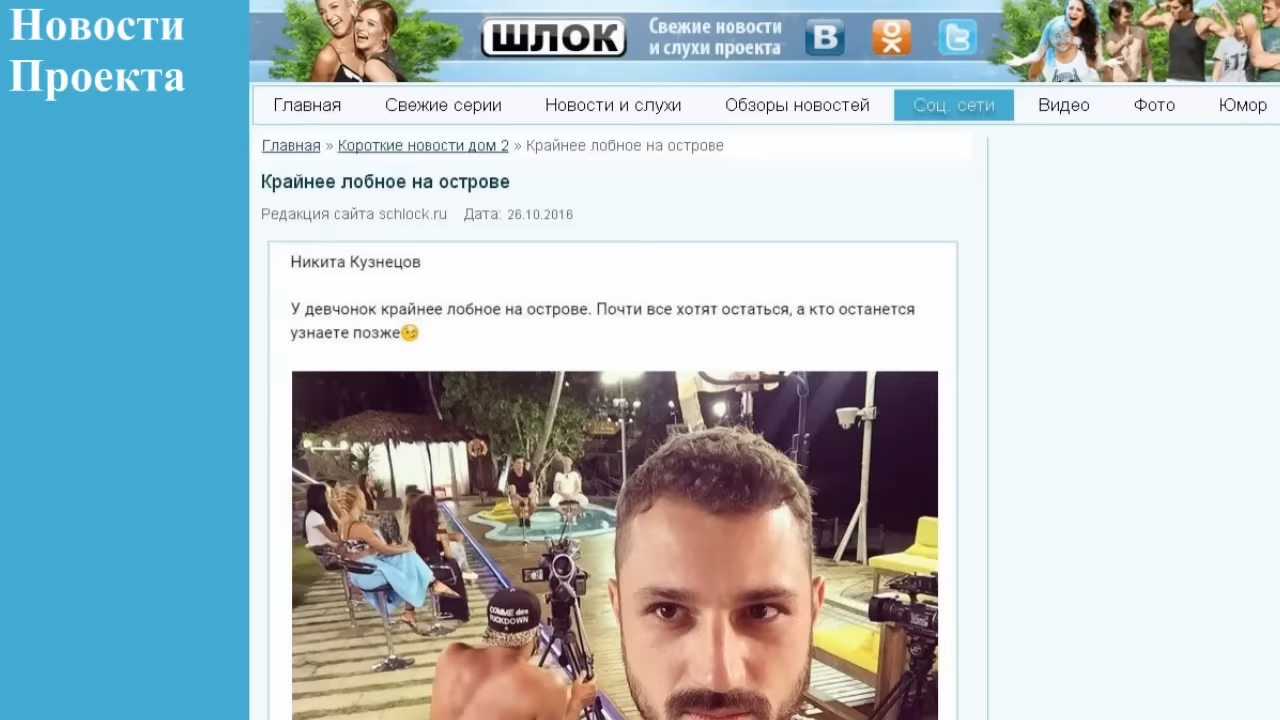 Новости
Проекта
ШЛОК
Свежие новости
и слухи проекта
В
Главная Свежие серии Новости и слухи Обзоры новостей Соц. сети Видео Фото Юмор
Главная » Короткие новости дом 2 » Крайнее лобное на острове
Крайнее лобное на острове
Редакция сайта schlock.ru Дата: 26.10.2016
Никита Кузнецов
У девчонок крайнее лобное на острове. Почти все хотят остаться, а кто останется
узнаете позже😉
COMME des
FUCKDOWN